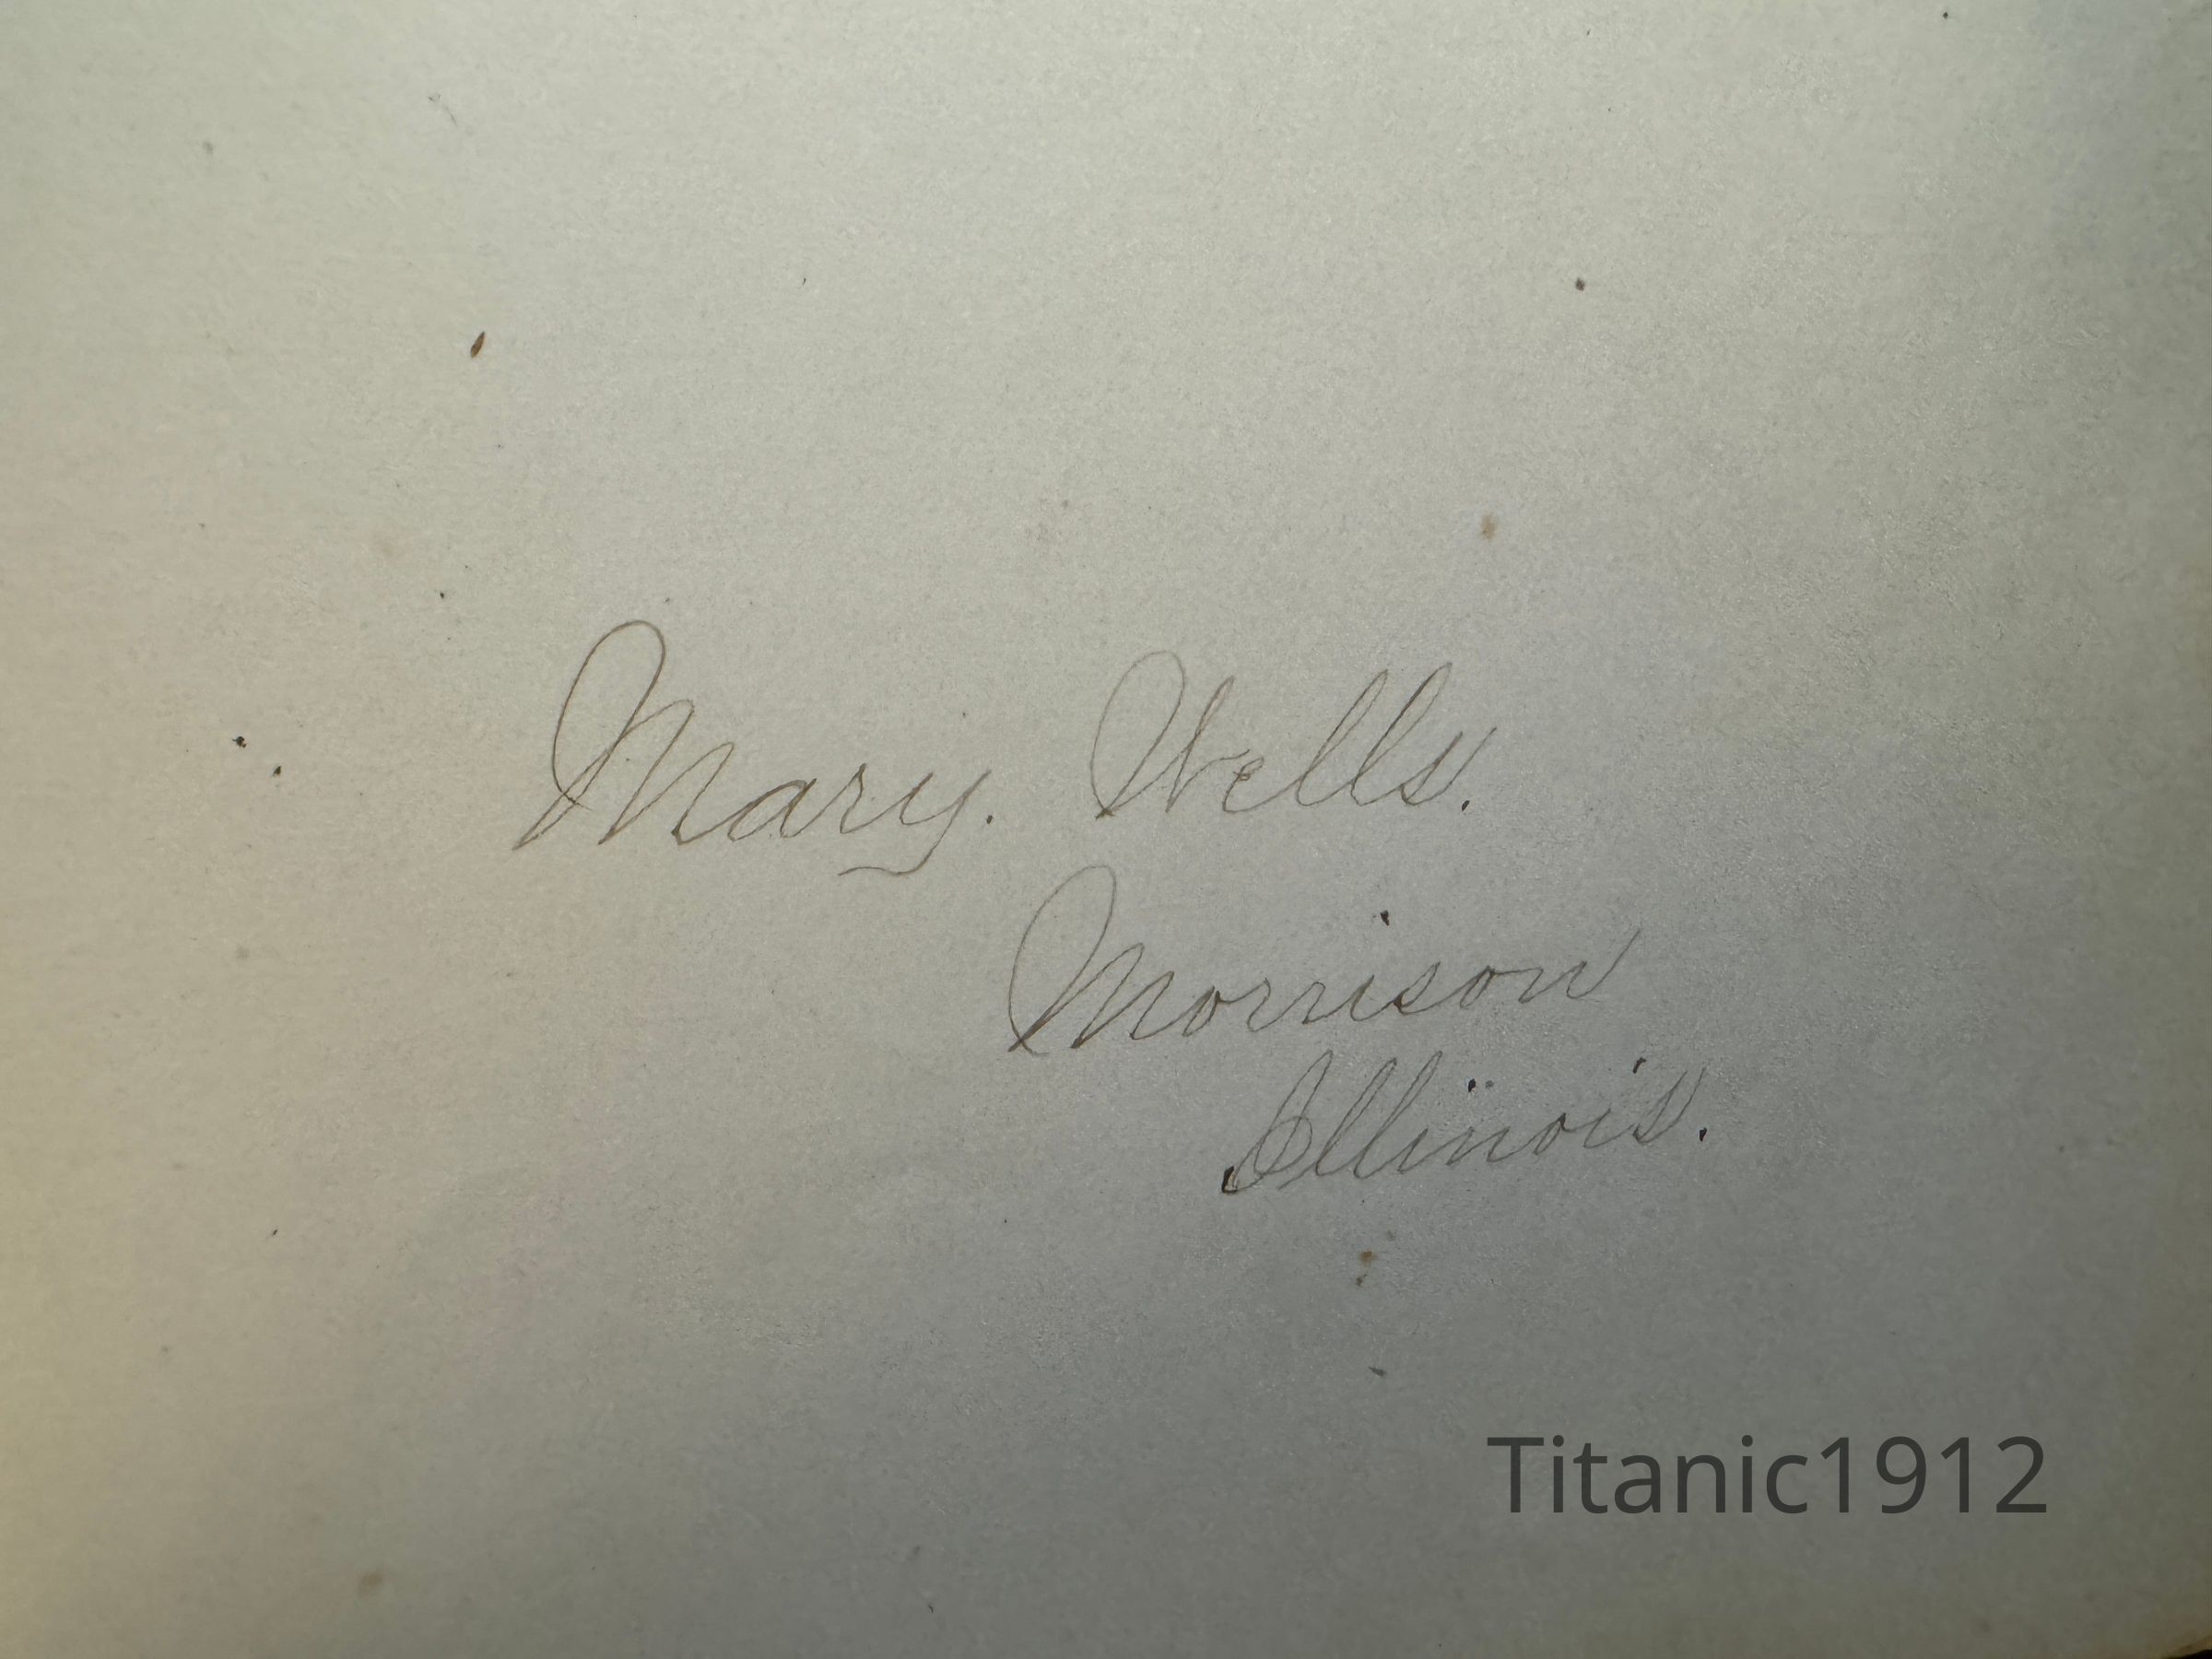 Mary. Wells.
Morrison
Illinois.
Titanic1912